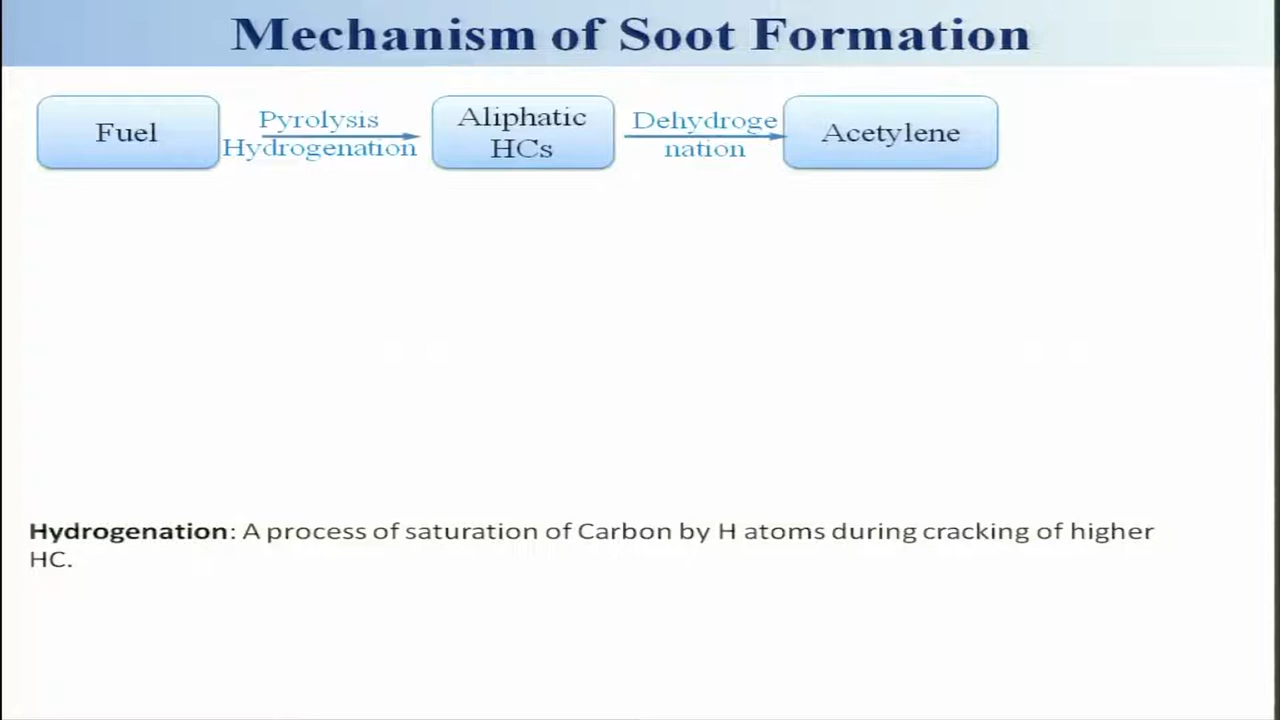 Mechanism of Soot Formation
Fuel
Pyrolysis
Hydrogenation
Aliphatic
HCs
Dehydroge
nation
Acetylene
Hydrogenation: A process of saturation of Carbon by H atoms during cracking of higher
HC.